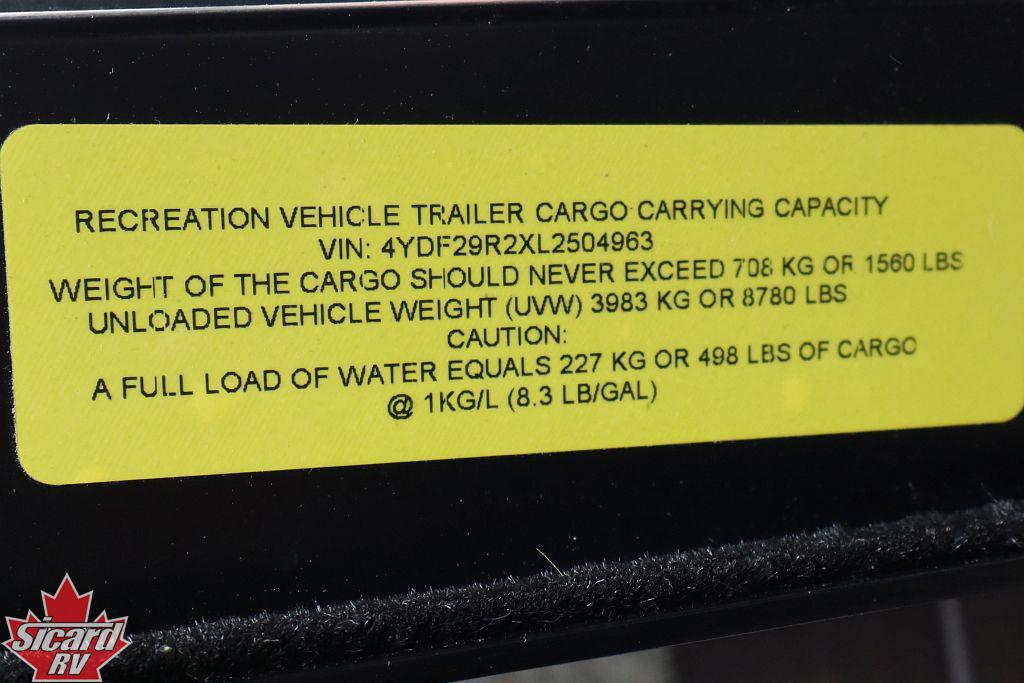 RECREATION VEHICLE TRAILER CARGO CARRYING CAPACITY
VIN: 4YDF29R2XL2504963
WEIGHT OF THE CARGO SHOULD NEVER EXCEED 708 KG OR 1560 LBS
UNLOADED VEHICLE WEIGHT (UVW) 3983 KG OR 8780 LBS
CAUTION:
A FULL LOAD OF WATER EQUALS 227 KG OR 498 LBS OF CARGO
@ 1KG/L (8.3 LB/GAL)
Sicard
RV